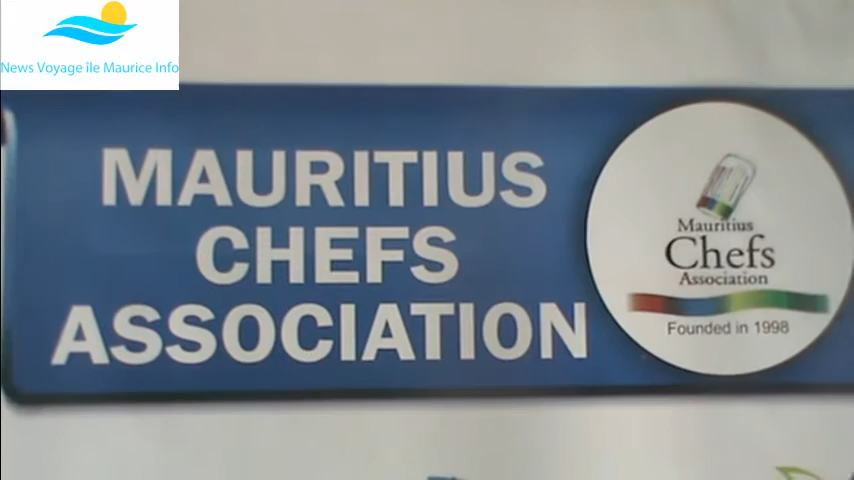 News Voyage île Maurice Info
MAURITIUS
CHEFS
ASSOCIATION
Mauritius
Chefs
Association
Founded in 1998